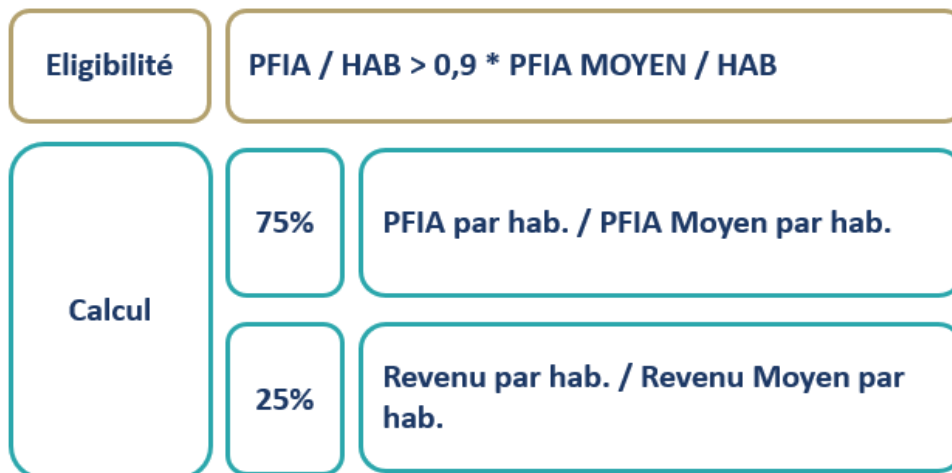 Eligibilité
PFIA / HAB > 0,9 * PFIA MOYEN / HAB
Calcul
75%
PFIA par hab. / PFIA Moyen par hab.
25%
Revenu par hab. / Revenu Moyen par
hab.